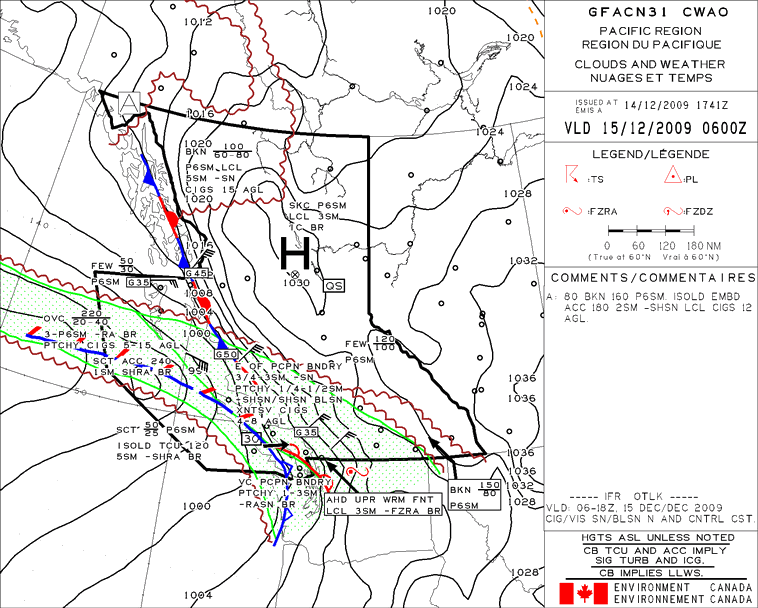 GFACN31 CWAO
PACIFIC REGION
REGION DU PACIFIQUE
CLOUDS AND WEATHER
NUAGES ET TEMPS
ISSUED AT
EMIS A
14/12/2009 1741Z
VLD 15/12/2009 0600Z
LEGEND/LÉGENDE
:TS
:PL
:FZRA
:FZDZ
0 60 120 180 NM
(True at 60°N Vrai à 60°N)
COMMENTS/COMMENTAIRES
A: 80 BKN 160 P6SM. ISOLD EMBD
ACC 180 2SM -SHSN LCL CIGS 12
AGL.
----- IFR OTLK -----
VLD: 06-18Z, 15 DEC/DEC 2009
CIG/VIS SN/BLSN N AND CNTRL CST.
HGTS ASL UNLESS NOTED
CB TCU AND ACC IMPLY
SIG TURB AND ICG.
CB IMPLIES LLWS.
ENVIRONMENT CANADA
ENVIRONNEMENT CANADA
1012
1020
1020
1024
A
1016
1024
1020
BKN 100
60-80
P6SM LCL
5SM -SN
CIGS 15 AGL
1020
1028
SKC P6SM
LCL 3SM
H
1030
QS
140
1032
FEW 50
30
P6SM
G35
G45
1008
1004
1000
OVC 220
20-40
3-P6SM -RA BR
PTCHY CIGS 5-15 AGL
SCT ACC 240
1SM SHRA BR
G50
FEW 120
100
P6SM
E OF PCPN BNDRY
3/4-3SM -SN
PTCHY 1/4-1/2SM
-SHSN/SHSN BLSN
XNTSV CIGS
4-8 AGL
1036
1036
SCT 50
25 P6SM
ISOLD TCU 120
5SM -SHRA BR
30
G35
1036
1036
1032
1028
VC PCPN BNDRY
PTCHY 1-3SM
-RASN BR
AHD UPR WRM FNT
LCL 3SM -FZRA BR
BKN 150
80
P6SM
1000
1004